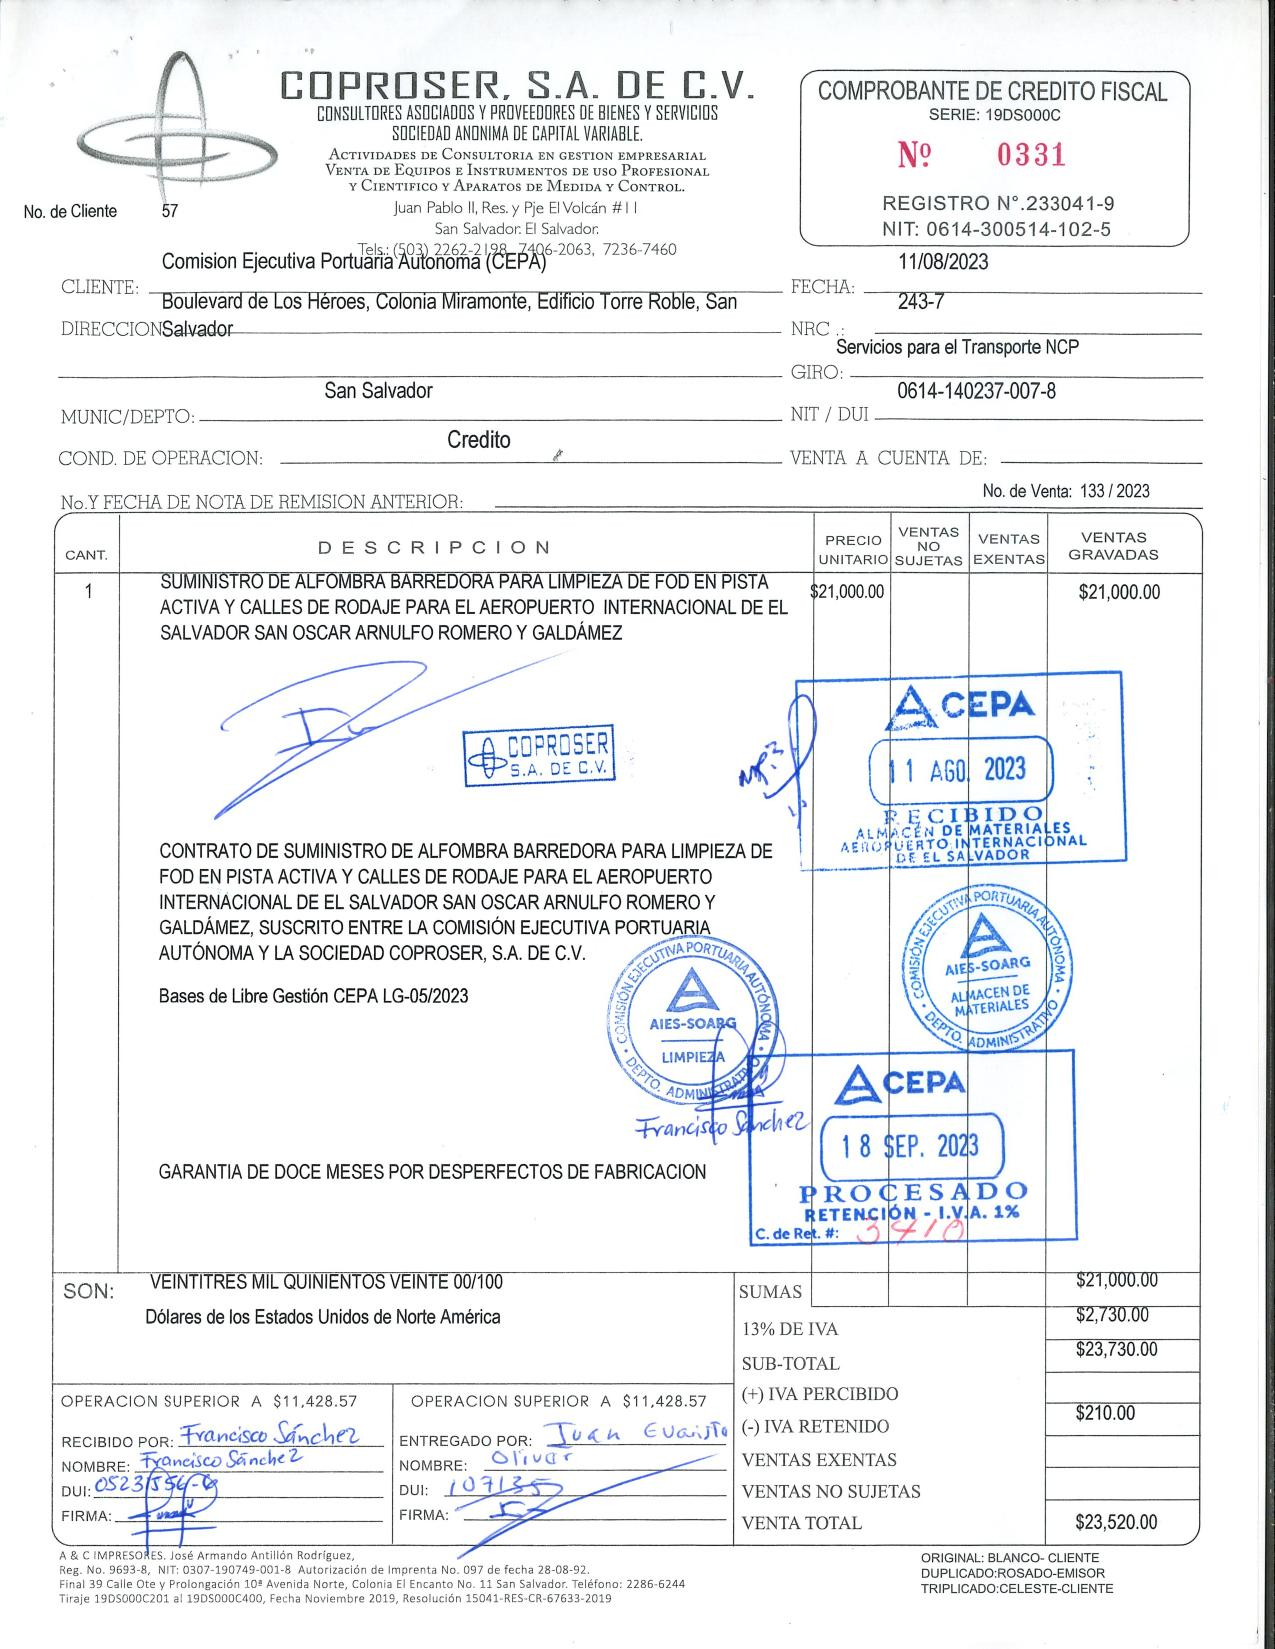 COPROSER, S.A. DE C.V.
CONSULTORES ASOCIADOS Y PROVEEDORES DE BIENES Y SERVICIOS
SOCIEDAD ANONIMA DE CAPITAL VARIABLE.
ACTIVIDADES DE CONSULTORIA EN GESTION EMPRESARIAL
VENTA DE EQUIPOS E INSTRUMENTOS DE USO PROFESIONAL
Y CIENTIFICO Y APARATOS DE MEDIDA Y CONTROL.
Juan Pablo II, Res. y Pje El Volcán #11
San Salvador. El Salvador.
Tels.: (503) 2262-2198, 7406-2063, 7236-7460
COMPROBANTE DE CREDITO FISCAL
SERIE: 19DS000C
Nº 0331
REGISTRO N°.233041-9
NIT: 0614-300514-102-5
No. de Cliente 57
CLIENTE: Comision Ejecutiva Portuaria Autonoma (CEPA)
FECHA: 11/08/2023
DIRECCION Boulevard de Los Héroes, Colonia Miramonte, Edificio Torre Roble, San
Salvador
NRC .: 243-7
GIRO: Servicios para el Transporte NCP
MUNIC/DEPTO: San Salvador
NIT / DUI 0614-140237-007-8
COND. DE OPERACION: Credito
VENTA A CUENTA DE:
No.Y FECHA DE NOTA DE REMISION ANTERIOR:
No. de Venta: 133 / 2023
CANT. DESCRIPCION PRECIO UNITARIO VENTAS NO SUJETAS VENTAS EXENTAS VENTAS GRAVADAS
1 SUMINISTRO DE ALFOMBRA BARREDORA PARA LIMPIEZA DE FOD EN PISTA $21,000.00 $21,000.00
ACTIVA Y CALLES DE RODAJE PARA EL AEROPUERTO INTERNACIONAL DE EL
SALVADOR SAN OSCAR ARNULFO ROMERO Y GALDÁMEZ
COPROSER
S.A. DE C.V.
CEPA
11 AGO 2023
RECIBIDO
ALMACÉN DE MATERIALES
AEROPUERTO INTERNACIONAL
DE EL SALVADOR
CONTRATO DE SUMINISTRO DE ALFOMBRA BARREDORA PARA LIMPIEZA DE
FOD EN PISTA ACTIVA Y CALLES DE RODAJE PARA EL AEROPUERTO
INTERNACIONAL DE EL SALVADOR SAN OSCAR ARNULFO ROMERO Y
GALDÁMEZ, SUSCRITO ENTRE LA COMISIÓN EJECUTIVA PORTUARIA
AUTÓNOMA Y LA SOCIEDAD COPROSER, S.A. DE C.V.
Bases de Libre Gestión CEPA LG-05/2023
COMISIÓN EJECUTIVA PORTUARIA AUTÓNOMA
AIES-SOARG
ALMACEN DE
MATERIALES
DEPTO. ADMINISTRATIVO
COMISIÓN EJECUTIVA PORTUARIA AUTÓNOMA
AIES-SOARG
LIMPIEZA
DEPTO. ADMINISTRATIVO
Francisco Sánchez
CEPA
18 SEP. 2023
PROCESADO
RETENCIÓN - I.V.A. 1%
C. de Ret. #: 3410
GARANTIA DE DOCE MESES POR DESPERFECTOS DE FABRICACION
SON: VEINTITRES MIL QUINIENTOS VEINTE 00/100
Dólares de los Estados Unidos de Norte América
SUMAS $21,000.00
13% DE IVA $2,730.00
SUB-TOTAL $23,730.00
(+) IVA PERCIBIDO
(-) IVA RETENIDO $210.00
VENTAS EXENTAS
VENTAS NO SUJETAS
VENTA TOTAL $23,520.00
OPERACION SUPERIOR A $11,428.57
RECIBIDO POR: Francisco Sánchez
NOMBRE: Francisco Sánchez
DUI:
FIRMA:
OPERACION SUPERIOR A $11,428.57
ENTREGADO POR: Juan Evaristo
NOMBRE: Olivar
DUI: 107135
FIRMA:
A & C IMPRESORES. José Armando Antillón Rodríguez,
Reg. No. 9693-8, NIT: 0307-190749-001-8 Autorización de Imprenta No. 097 de fecha 28-08-92.
Final 39 Calle Ote y Prolongación 10ª Avenida Norte, Colonia El Encanto No. 11 San Salvador. Teléfono: 2286-6244
Tiraje 19DS000C201 al 19DS000C400, Fecha Noviembre 2019, Resolución 15041-RES-CR-67633-2019
ORIGINAL: BLANCO- CLIENTE
DUPLICADO:ROSADO-EMISOR
TRIPLICADO:CELESTE-CLIENTE